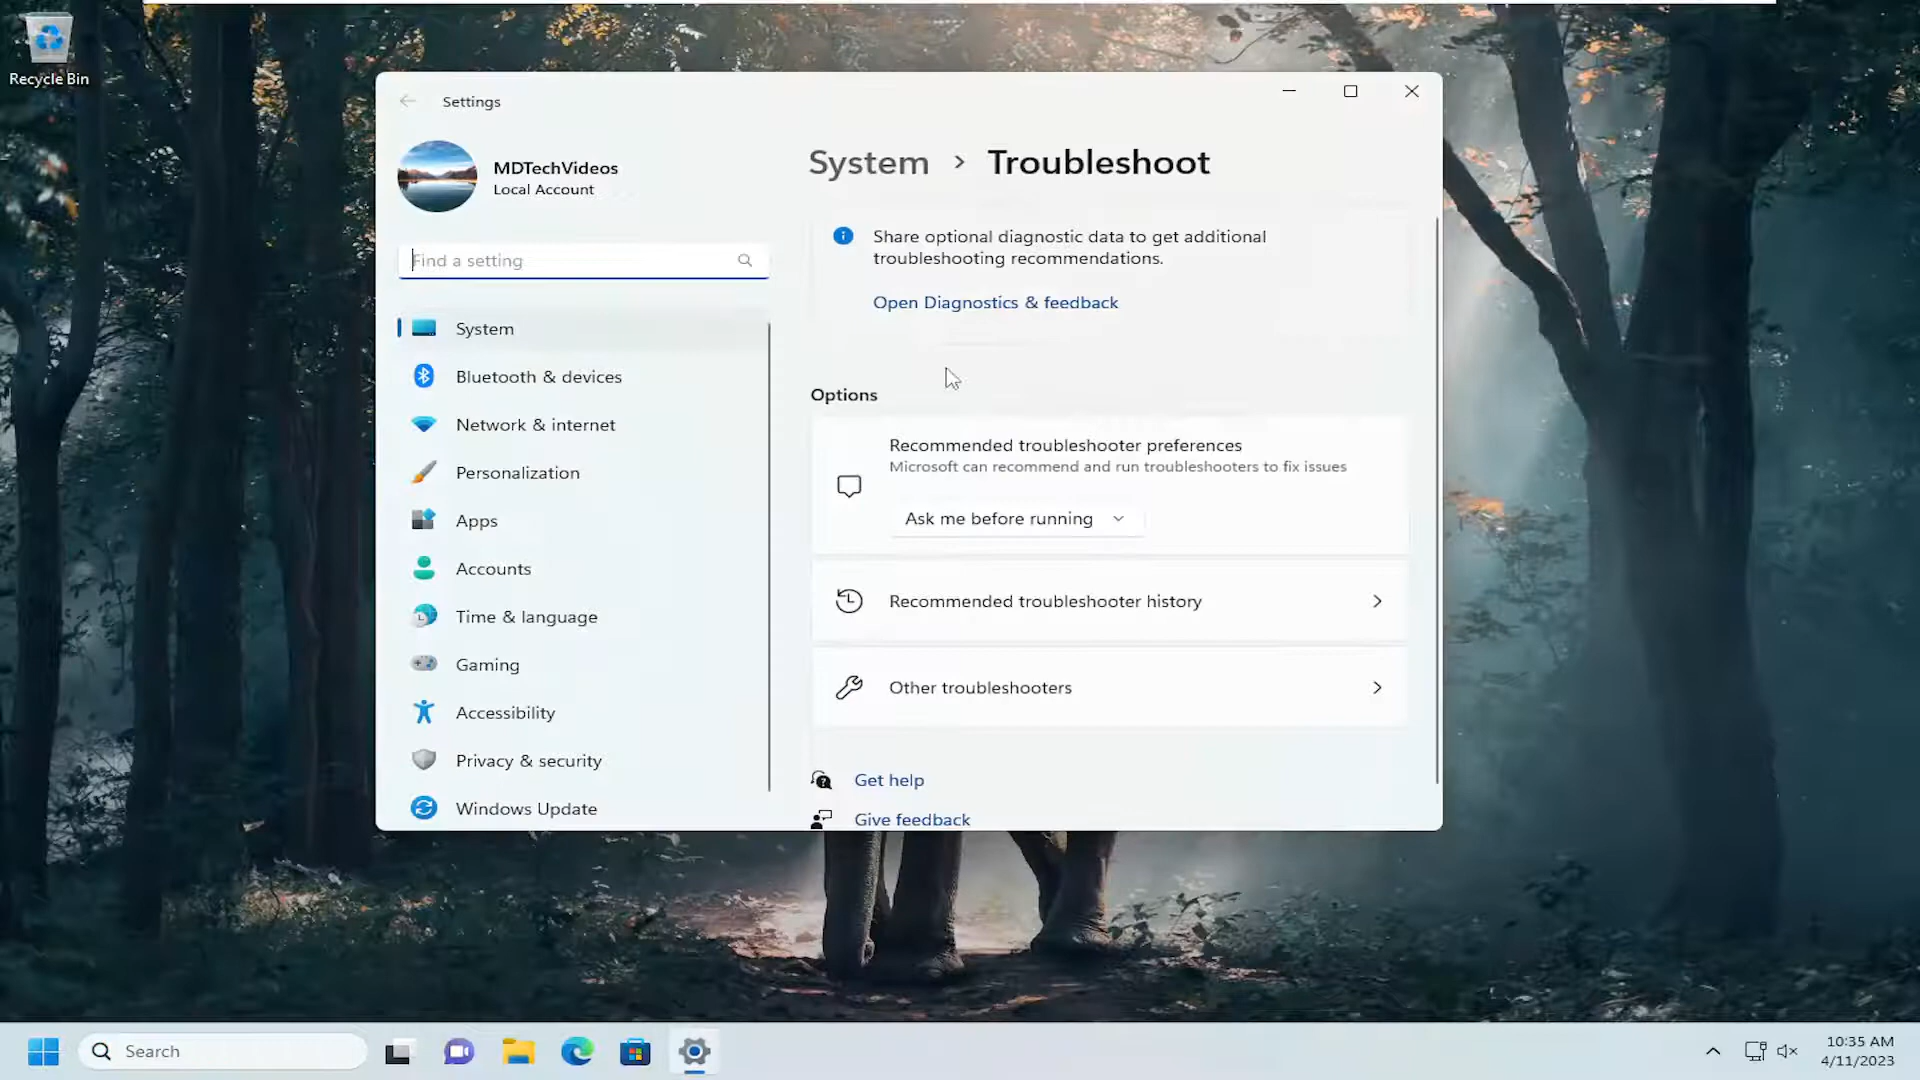 Recycle Bin
Settings
MDTechVideos
Local Account
Find a setting
System
Bluetooth & devices
Network & internet
Personalization
Apps
Accounts
Time & language
Gaming
Accessibility
Privacy & security
Windows Update
System > Troubleshoot
Share optional diagnostic data to get additional
troubleshooting recommendations.
Open Diagnostics & feedback
Options
Recommended troubleshooter preferences
Microsoft can recommend and run troubleshooters to fix issues
Ask me before running
Recommended troubleshooter history
Other troubleshooters
Get help
Give feedback
Search
10:35 AM
4/11/2023